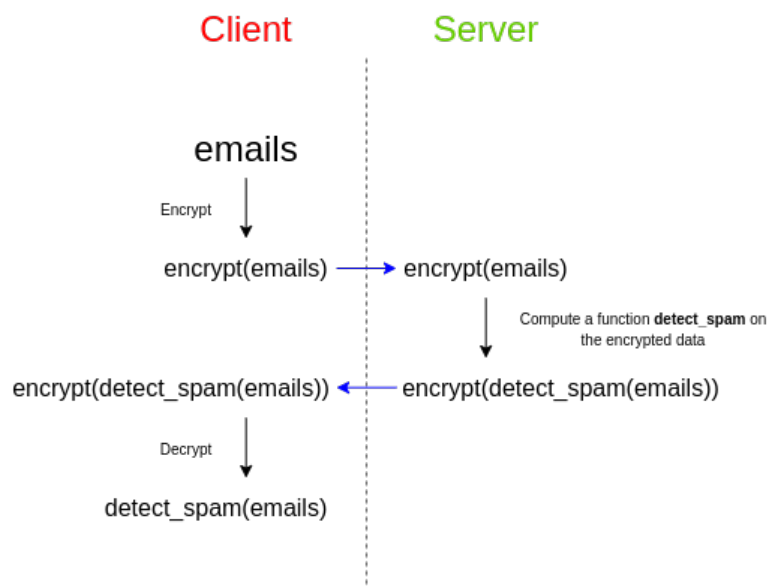 Client
Server
emails
Encrypt
encrypt(emails)
encrypt(emails)
Compute a function detect_spam on
the encrypted data
encrypt(detect_spam(emails))
encrypt(detect_spam(emails))
Decrypt
detect_spam(emails)